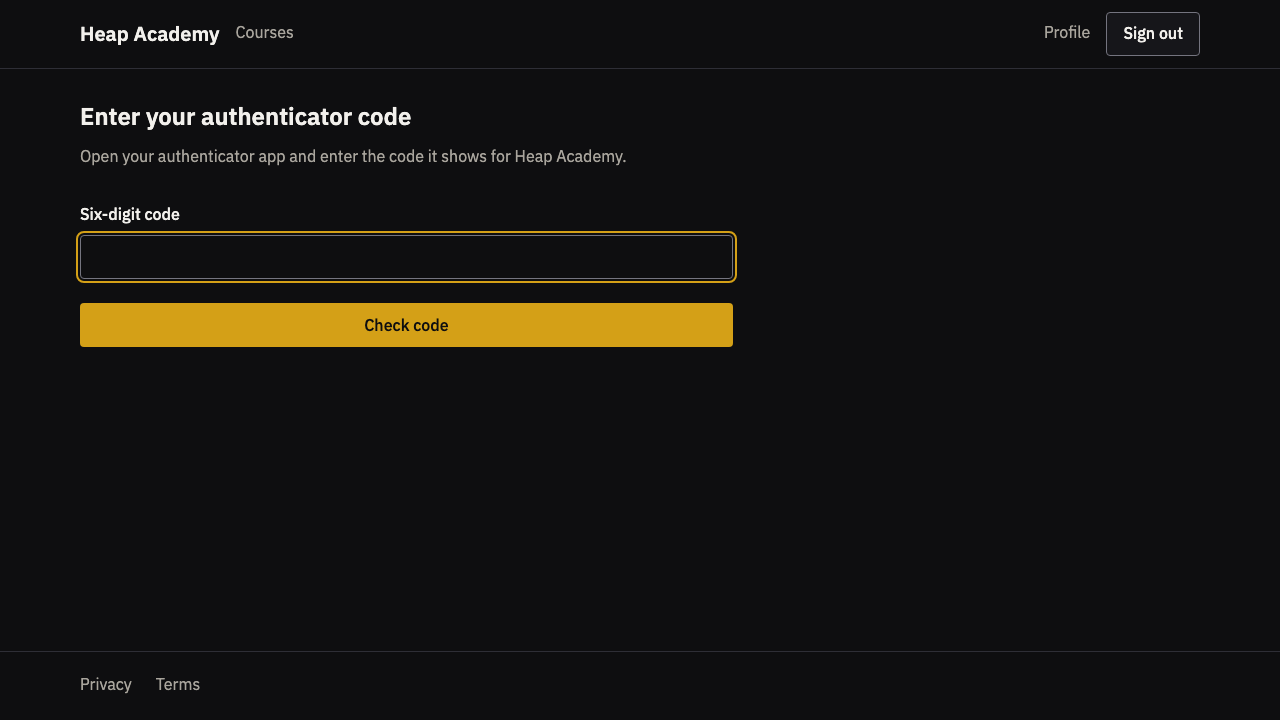 Heap Academy Courses Profile Sign out
Enter your authenticator code
Open your authenticator app and enter the code it shows for Heap Academy.
Six-digit code
Check code
Privacy Terms